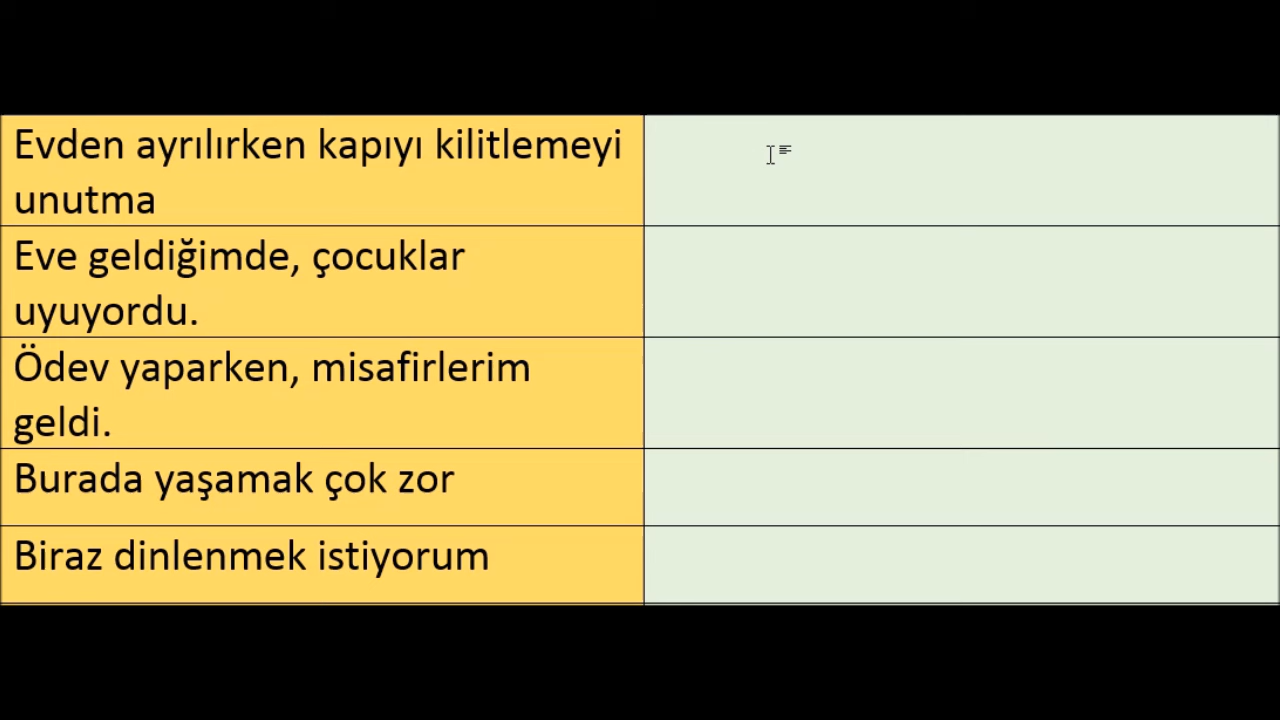 Evden ayrılırken kapıyı kilitlemeyi
unutma
Eve geldiğimde, çocuklar
uyuyordu.
Ödev yaparken, misafirlerim
geldi.
Burada yaşamak çok zor
Biraz dinlenmek istiyorum